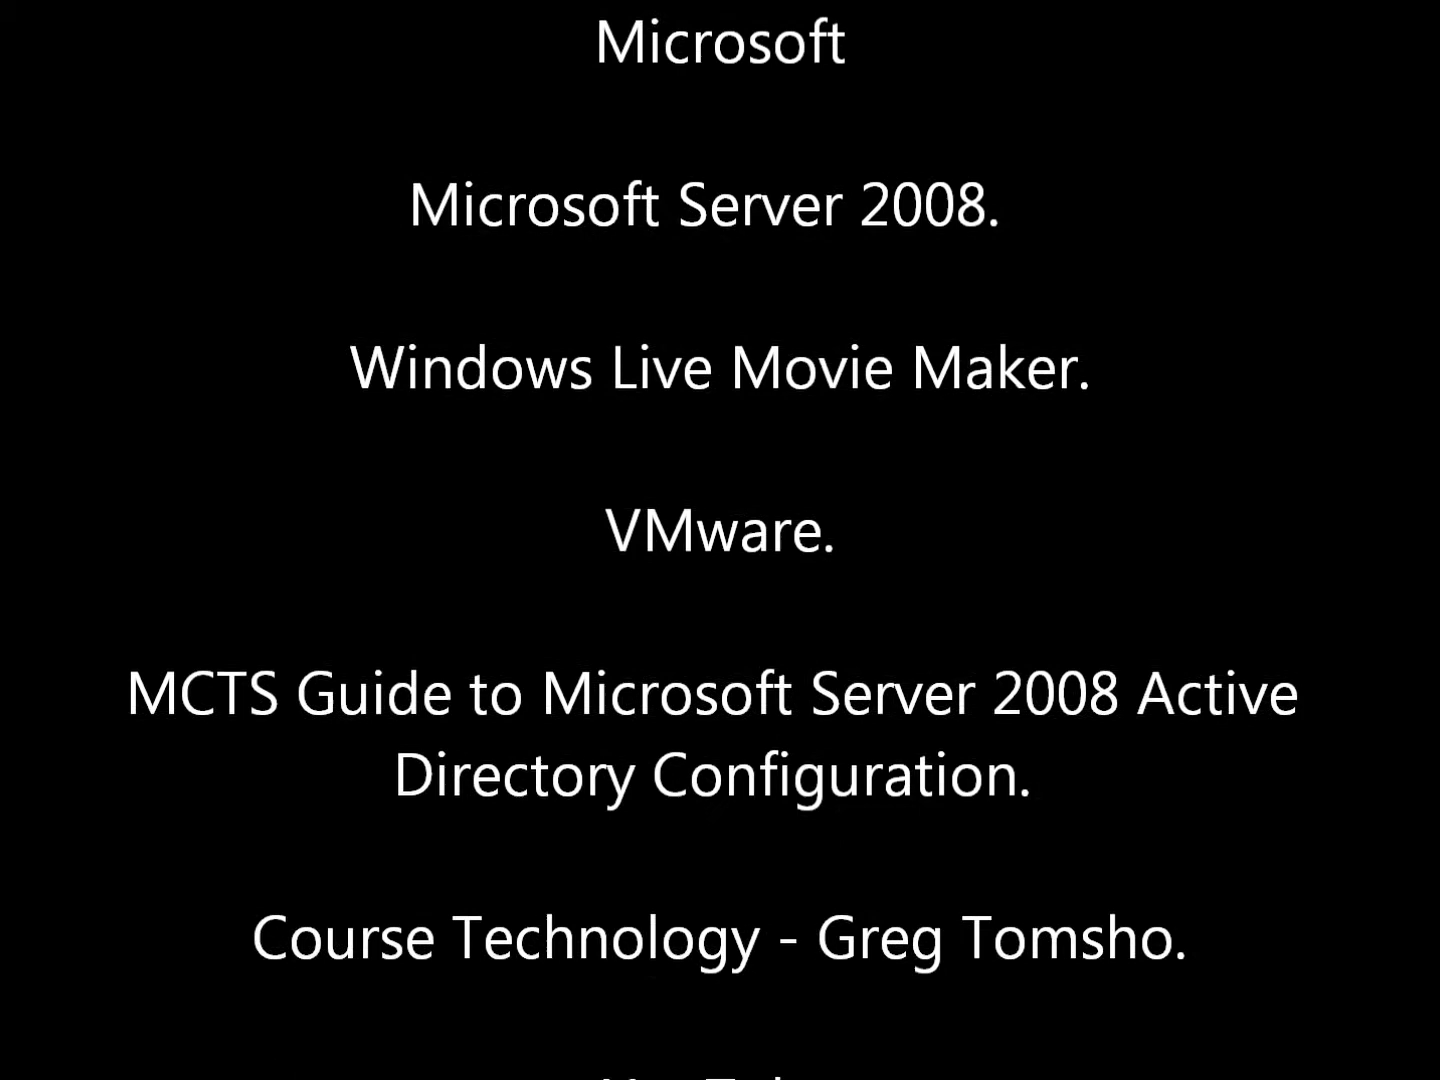 Microsoft
Microsoft Server 2008.
Windows Live Movie Maker.
VMware.
MCTS Guide to Microsoft Server 2008 Active
Directory Configuration.
Course Technology - Greg Tomsho.